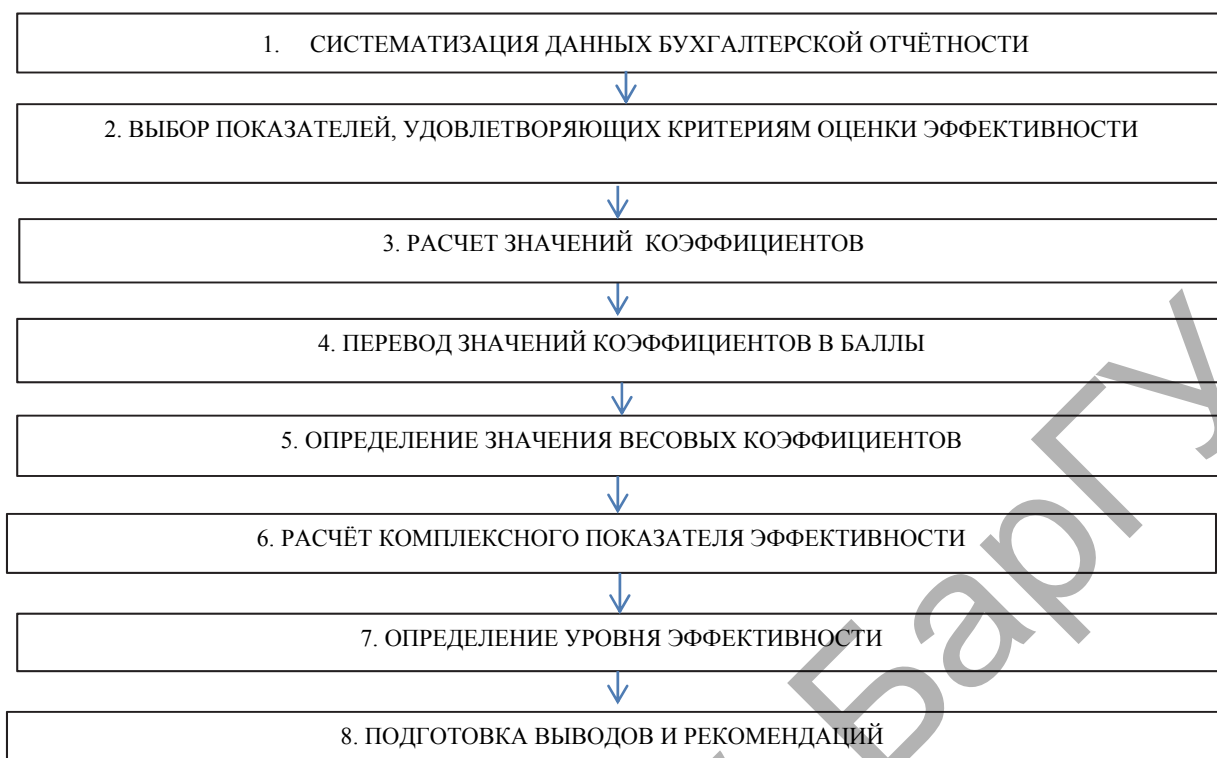 1. СИСТЕМАТИЗАЦИЯ ДАННЫХ БУХГАЛТЕРСКОЙ ОТЧЁТНОСТИ
2. ВЫБОР ПОКАЗАТЕЛЕЙ, УДОВЛЕТВОРЯЮЩИХ КРИТЕРИЯМ ОЦЕНКИ ЭФФЕКТИВНОСТИ
3. РАСЧЕТ ЗНАЧЕНИЙ КОЭФФИЦИЕНТОВ
4. ПЕРЕВОД ЗНАЧЕНИЙ КОЭФФИЦИЕНТОВ В БАЛЛЫ
5. ОПРЕДЕЛЕНИЕ ЗНАЧЕНИЯ ВЕСОВЫХ КОЭФФИЦИЕНТОВ
6. РАСЧЁТ КОМПЛЕКСНОГО ПОКАЗАТЕЛЯ ЭФФЕКТИВНОСТИ
7. ОПРЕДЕЛЕНИЕ УРОВНЯ ЭФФЕКТИВНОСТИ
8. ПОДГОТОВКА ВЫВОДОВ И РЕКОМЕНДАЦИЙ
БарГУ